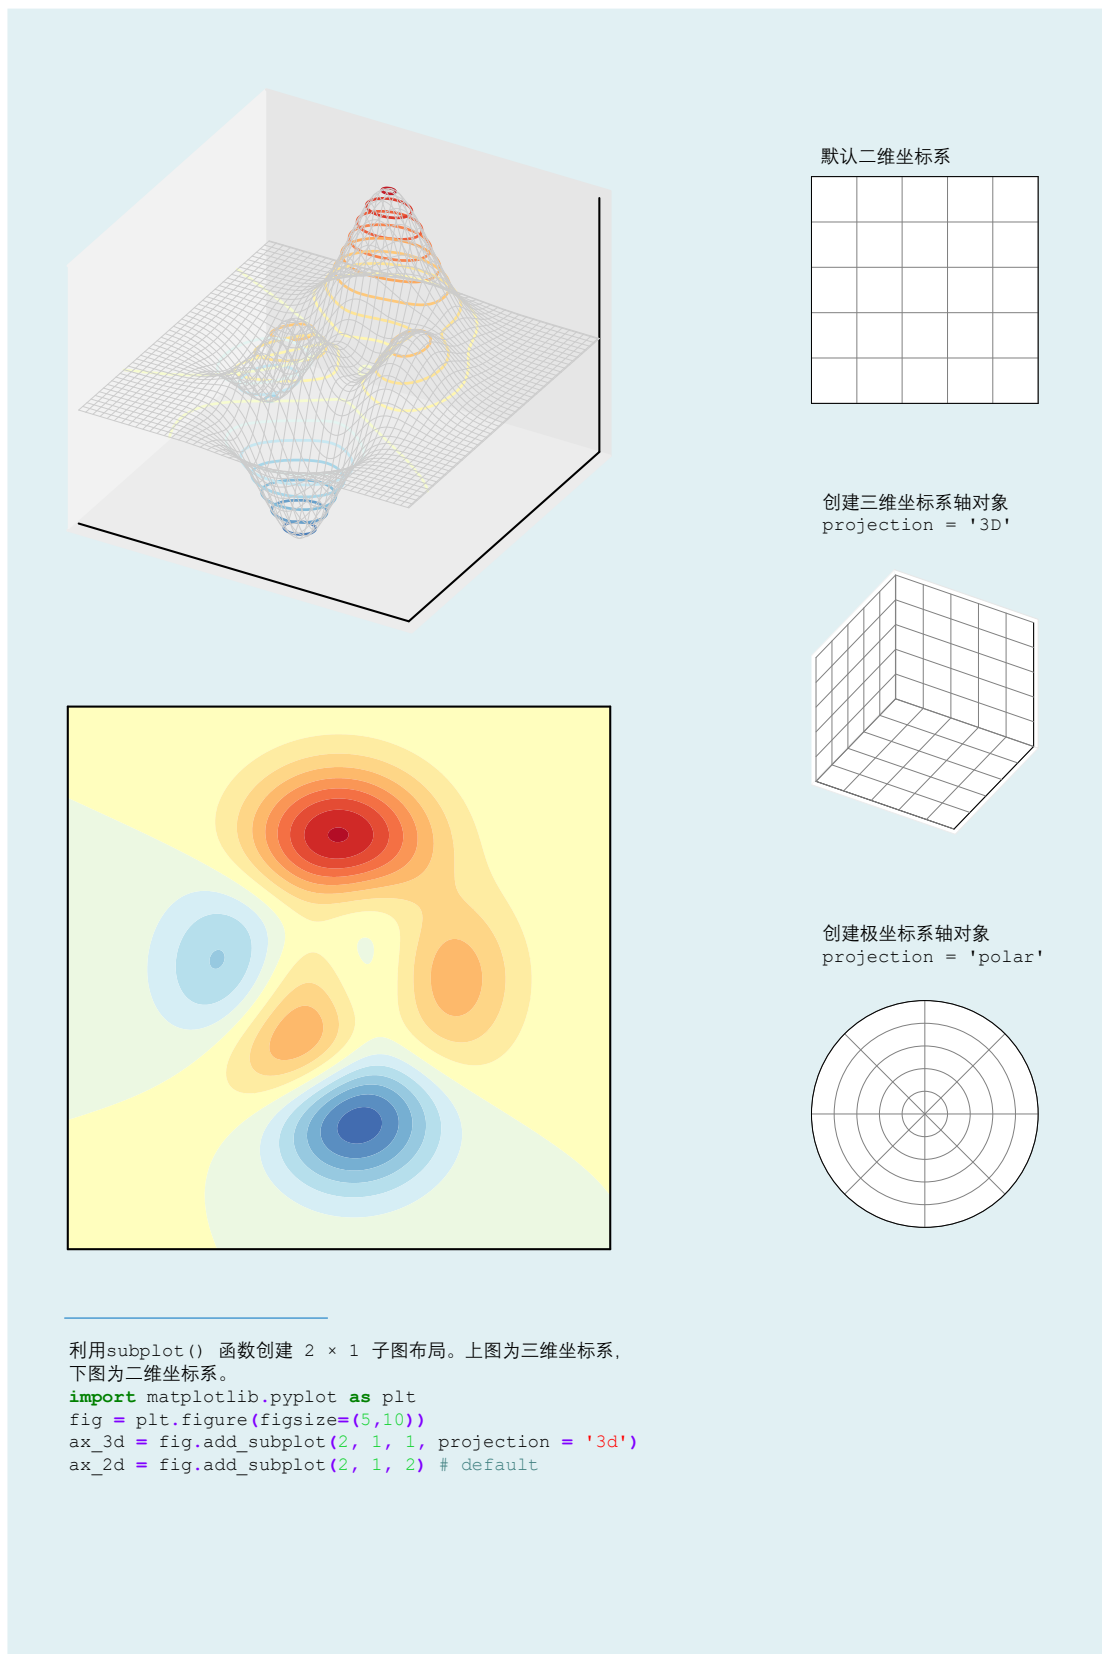 默认二维坐标系
创建三维坐标系轴对象
projection = '3D'
创建极坐标系轴对象
projection = 'polar'
利用subplot() 函数创建 2 × 1 子图布局。上图为三维坐标系,
下图为二维坐标系。
import matplotlib.pyplot as plt
fig = plt.figure(figsize=(5,10))
ax_3d = fig.add_subplot(2, 1, 1, projection = '3d')
ax_2d = fig.add_subplot(2, 1, 2) # default